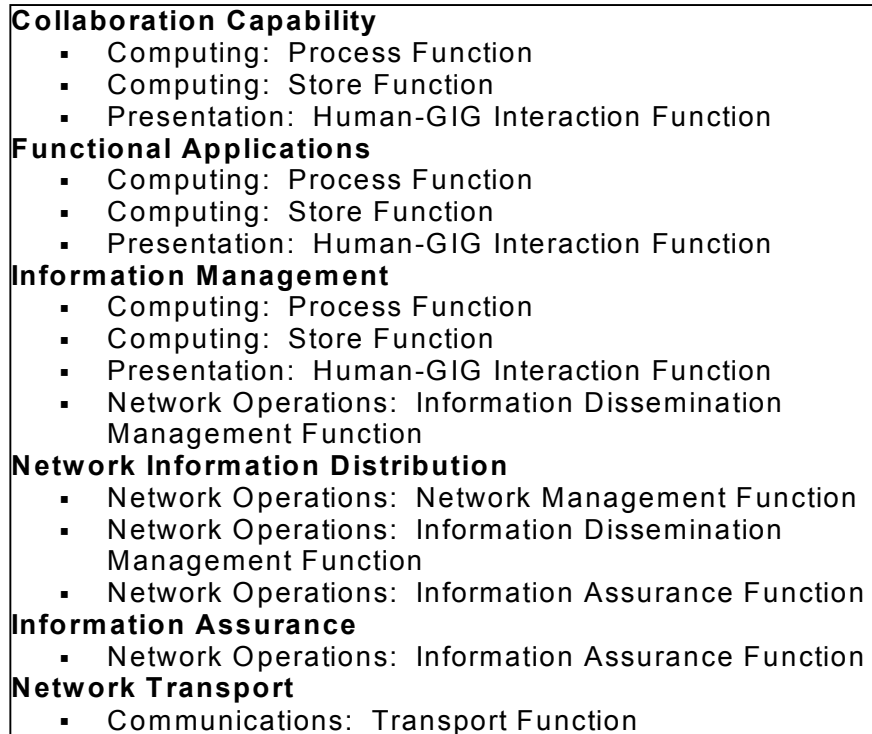 Collaboration Capability
▪ Computing: Process Function
▪ Computing: Store Function
▪ Presentation: Human-GIG Interaction Function
Functional Applications
▪ Computing: Process Function
▪ Computing: Store Function
▪ Presentation: Human-GIG Interaction Function
Information Management
▪ Computing: Process Function
▪ Computing: Store Function
▪ Presentation: Human-GIG Interaction Function
▪ Network Operations: Information Dissemination
Management Function
Network Information Distribution
▪ Network Operations: Network Management Function
▪ Network Operations: Information Dissemination
Management Function
▪ Network Operations: Information Assurance Function
Information Assurance
▪ Network Operations: Information Assurance Function
Network Transport
▪ Communications: Transport Function